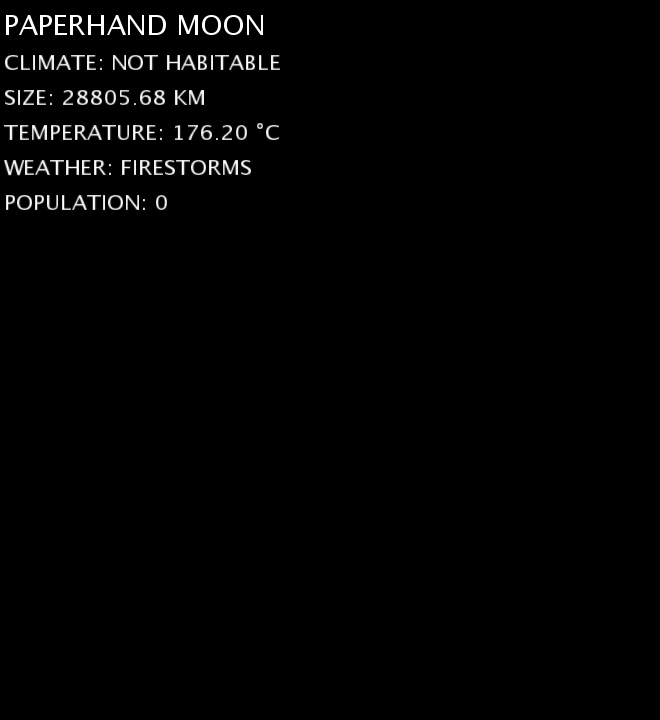 PAPERHAND MOON
CLIMATE: NOT HABITABLE
SIZE: 28805.68 KM
TEMPERATURE: 176.20 °C
WEATHER: FIRESTORMS
POPULATION: 0